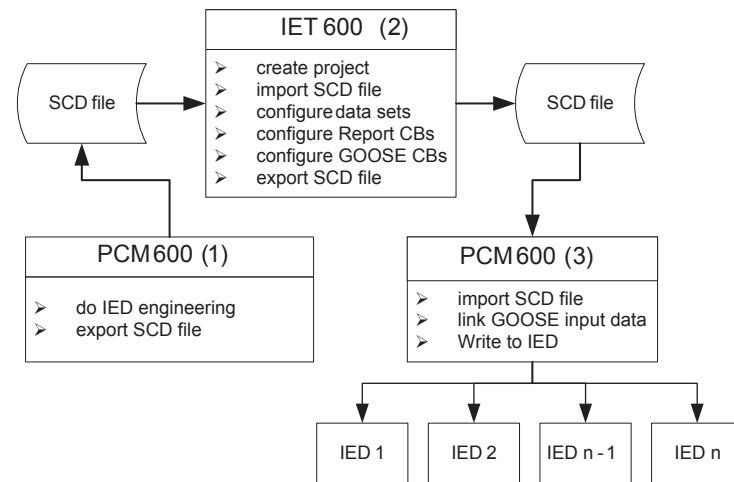 IET 600 (2)
➢ create project
➢ import SCD file
➢ configure data sets
➢ configure Report CBs
➢ configure GOOSE CBs
➢ export SCD file
SCD file
SCD file
PCM600 (1)
➢ do IED engineering
➢ export SCD file
PCM600 (3)
➢ import SCD file
➢ link GOOSE input data
➢ Write to IED
IED 1
IED 2
IED n - 1
IED n